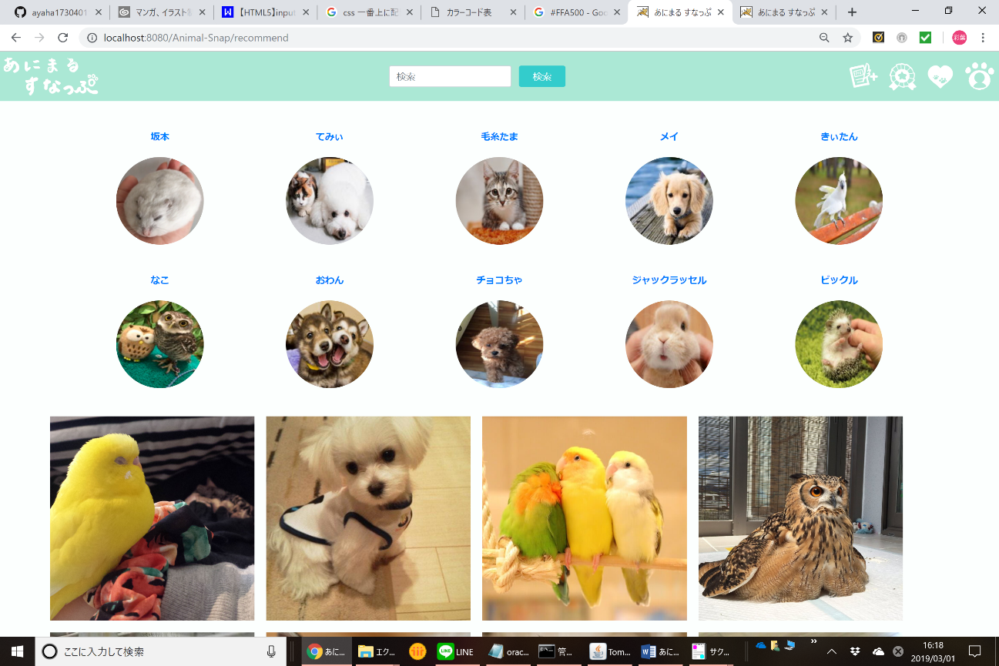 ayaha1730401
マンガ、イラスト制
【HTML5】input
css 一番上に配
カラーコード表
#FFA500 - Goo
あにまる すなっぷ
あにまる すなっぷ
localhost:8080/Animal-Snap/recommend
彩葉
あにまる
すなっぷ
検索
検索
坂本
てみぃ
毛糸たま
メイ
きぃたん
なこ
おわん
チョコちゃ
ジャックラッセル
ピックル
ここに入力して検索
あに...
エク...
LINE
orac...
管...
Tom...
あに...
サク...
16:18
2019/03/01